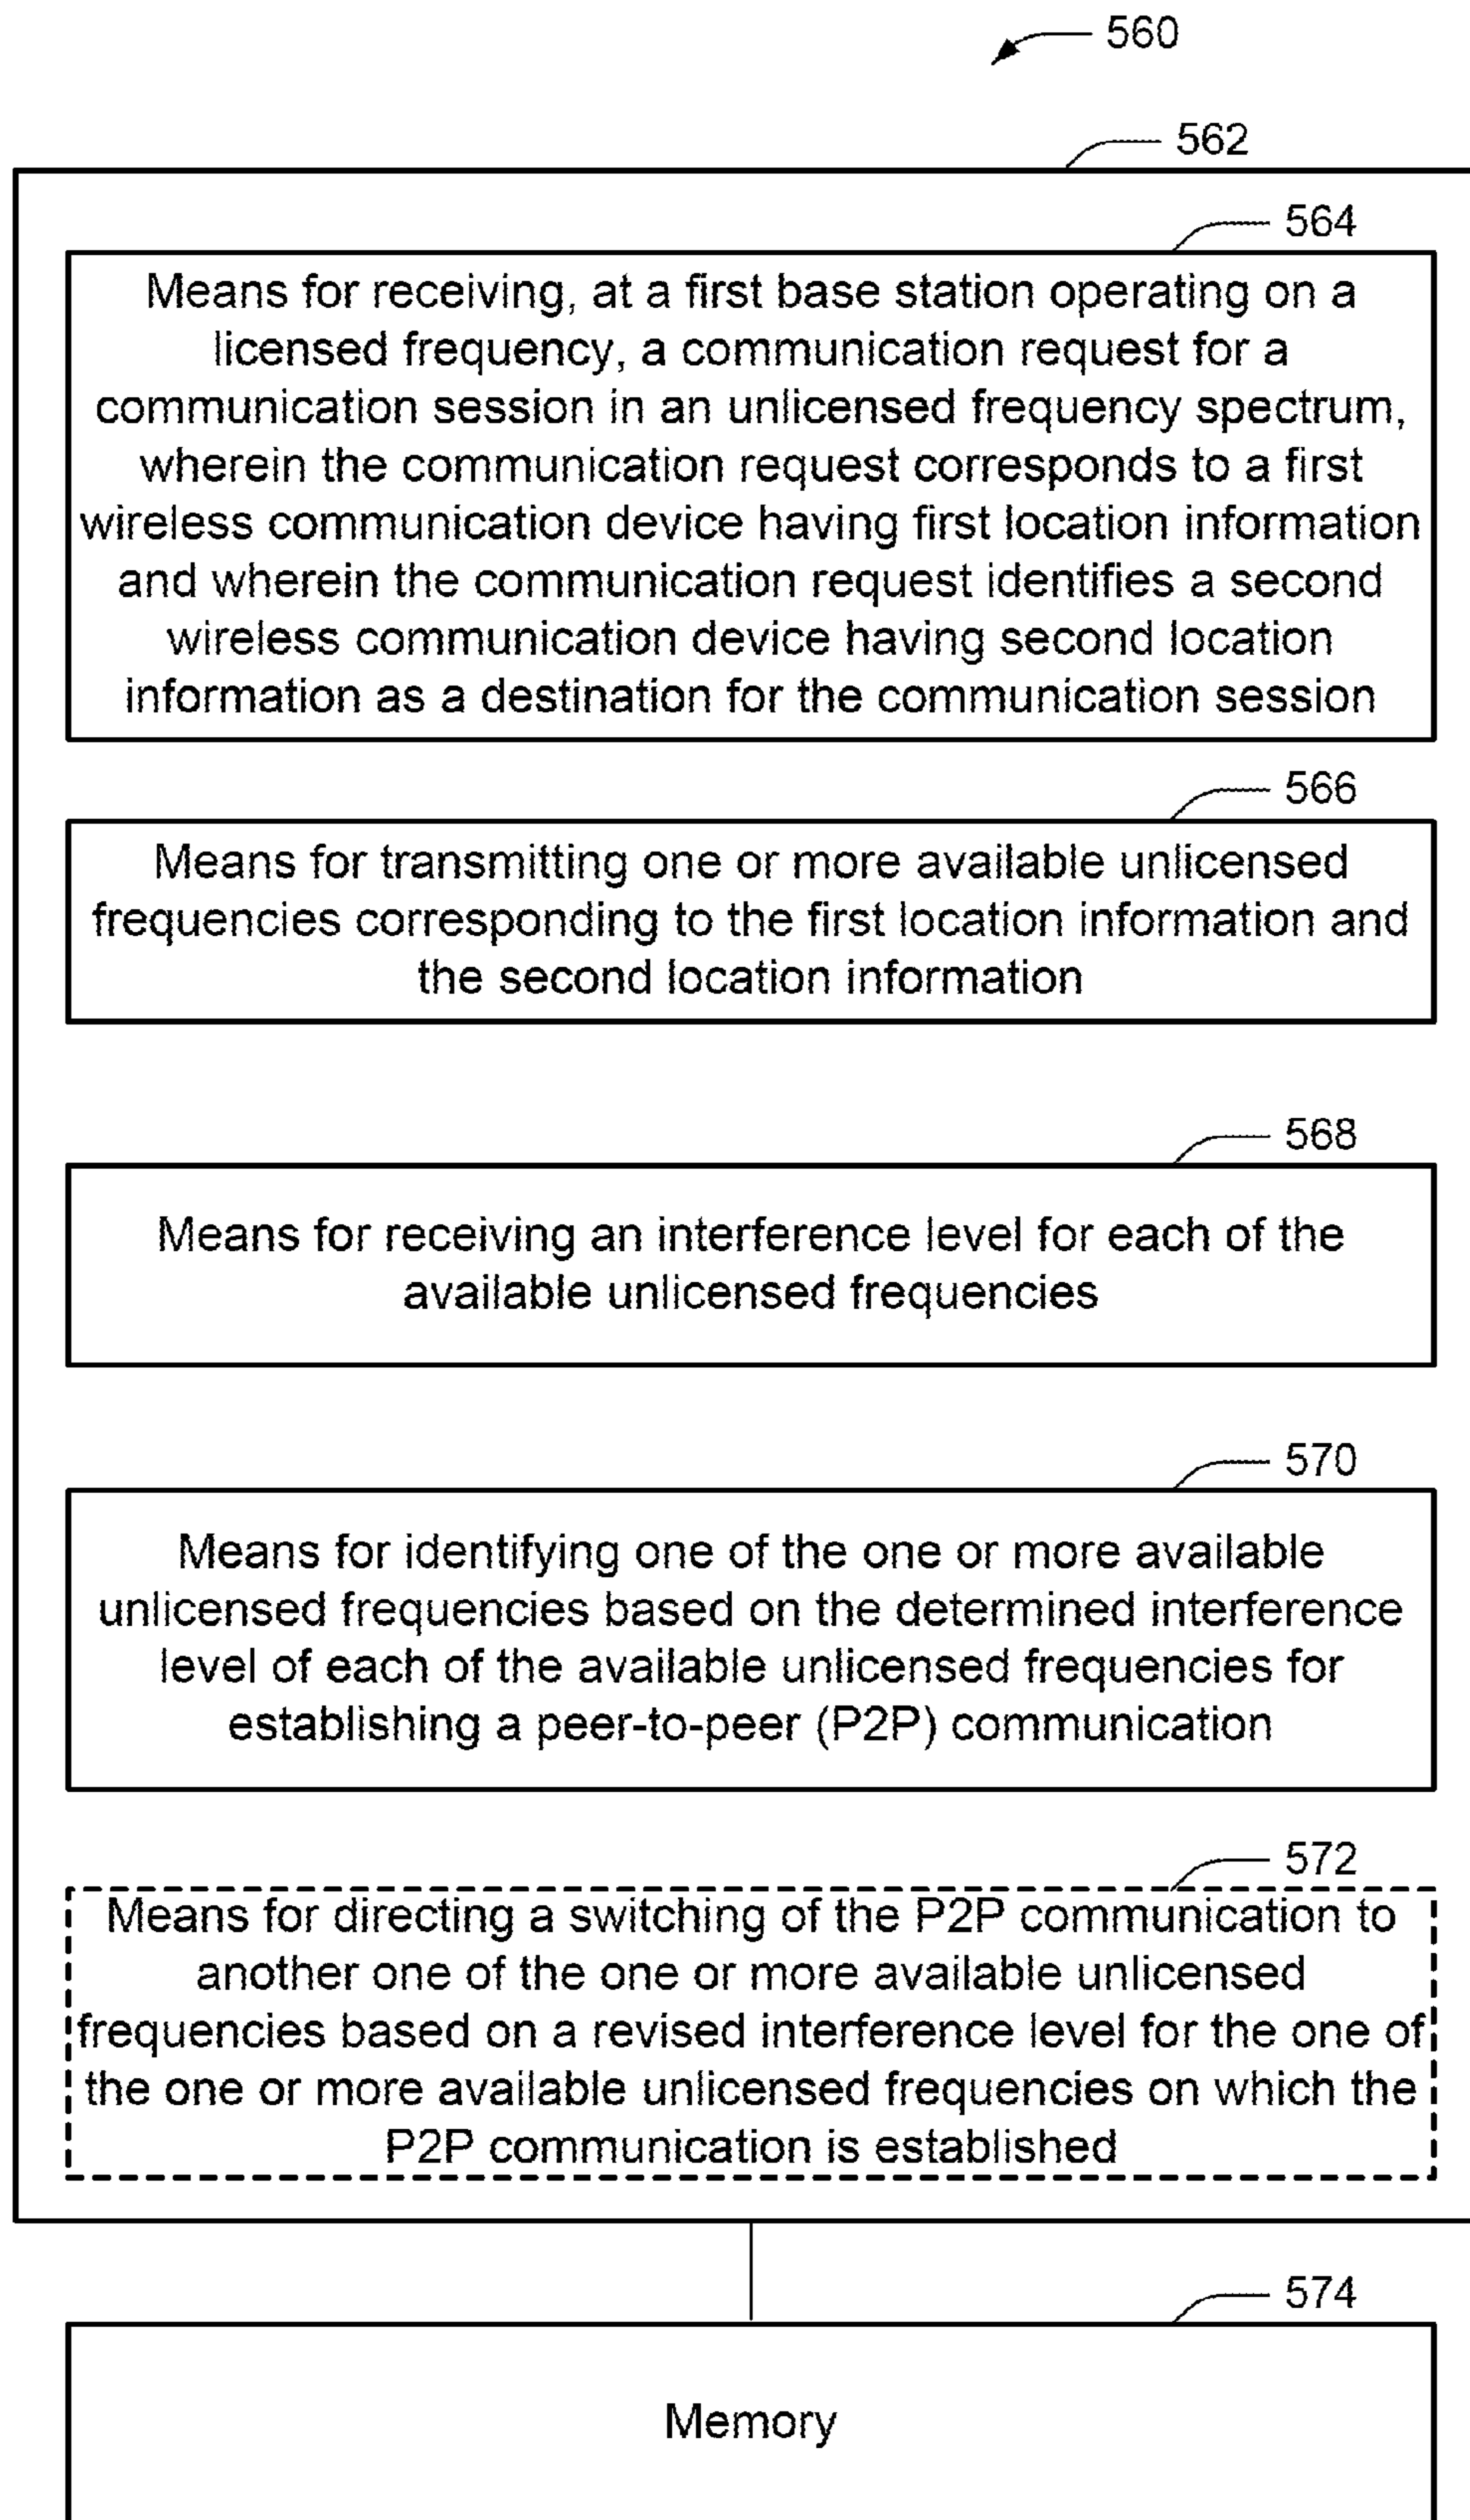 560
562
564
Means for receiving, at a first base station operating on a
licensed frequency, a communication request for a
communication session in an unlicensed frequency spectrum,
wherein the communication request corresponds to a first
wireless communication device having first location information
and wherein the communication request identifies a second
wireless communication device having second location
information as a destination for the communication session
566
Means for transmitting one or more available unlicensed
frequencies corresponding to the first location information and
the second location information
568
Means for receiving an interference level for each of the
available unlicensed frequencies
570
Means for identifying one of the one or more available
unlicensed frequencies based on the determined interference
level of each of the available unlicensed frequencies for
establishing a peer-to-peer (P2P) communication
572
Means for directing a switching of the P2P communication to
another one of the one or more available unlicensed
frequencies based on a revised interference level for the one of
the one or more available unlicensed frequencies on which the
P2P communication is established
574
Memory